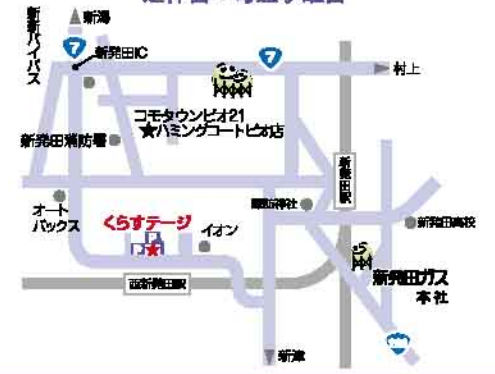 新潟
新新バイパス
7
新発田IC
7
村上
コモタウンピオ21
★ハミングコートピオ店
新発田消防署
新発田駅
オート
バックス
諏訪神社
くらすテージ
イオン
新発田高校
西新発田駅
新発田ガス
本社
新津